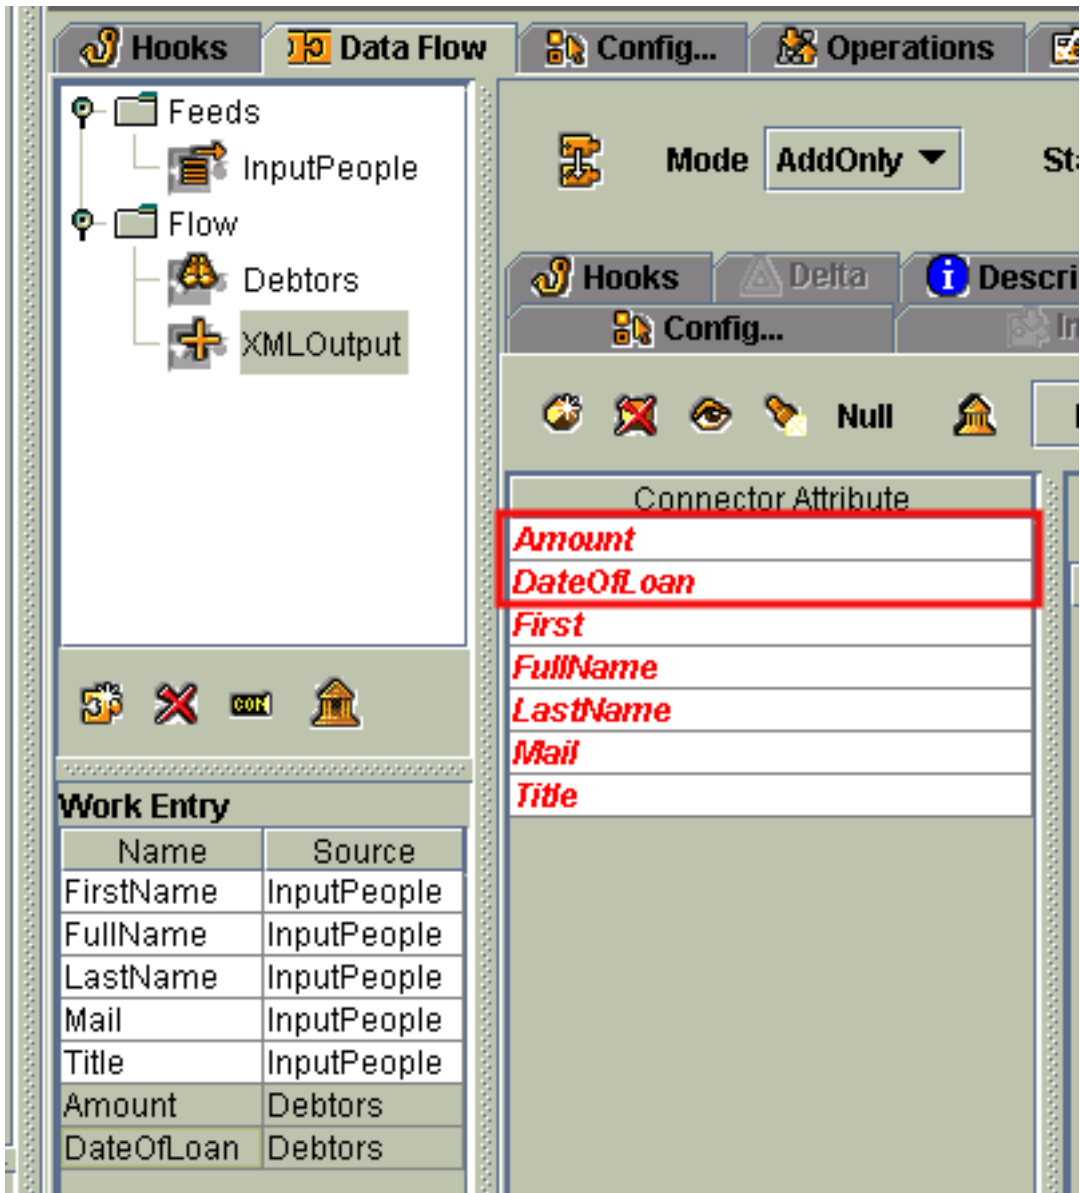 Hooks Data Flow Config... Operations
Feeds
InputPeople
Flow
Debtors
XMLOutput
CON
Mode AddOnly
Hooks Delta Descri
Config...
Null
Connector Attribute
Amount
DateOfLoan
First
FullName
LastName
Mail
Title
Work Entry
Name Source
FirstName InputPeople
FullName InputPeople
LastName InputPeople
Mail InputPeople
Title InputPeople
Amount Debtors
DateOfLoan Debtors